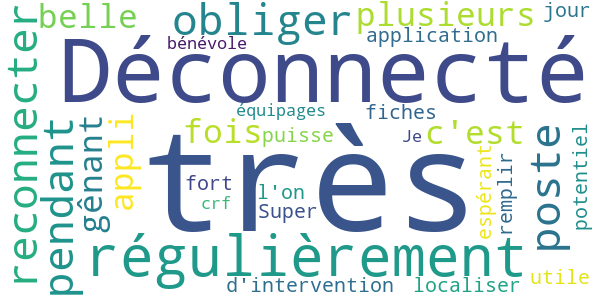 belle
obliger
plusieurs
jour
bénévole
application
Déconnecté
reconnecter
équipages
fiches
pendant
gênant
appli
fois
puisse
Je
c'est
très
poste
potentiel
espérant
remplir
fort
l'on
crf
Super
régulièrement
d'intervention
localiser
utile